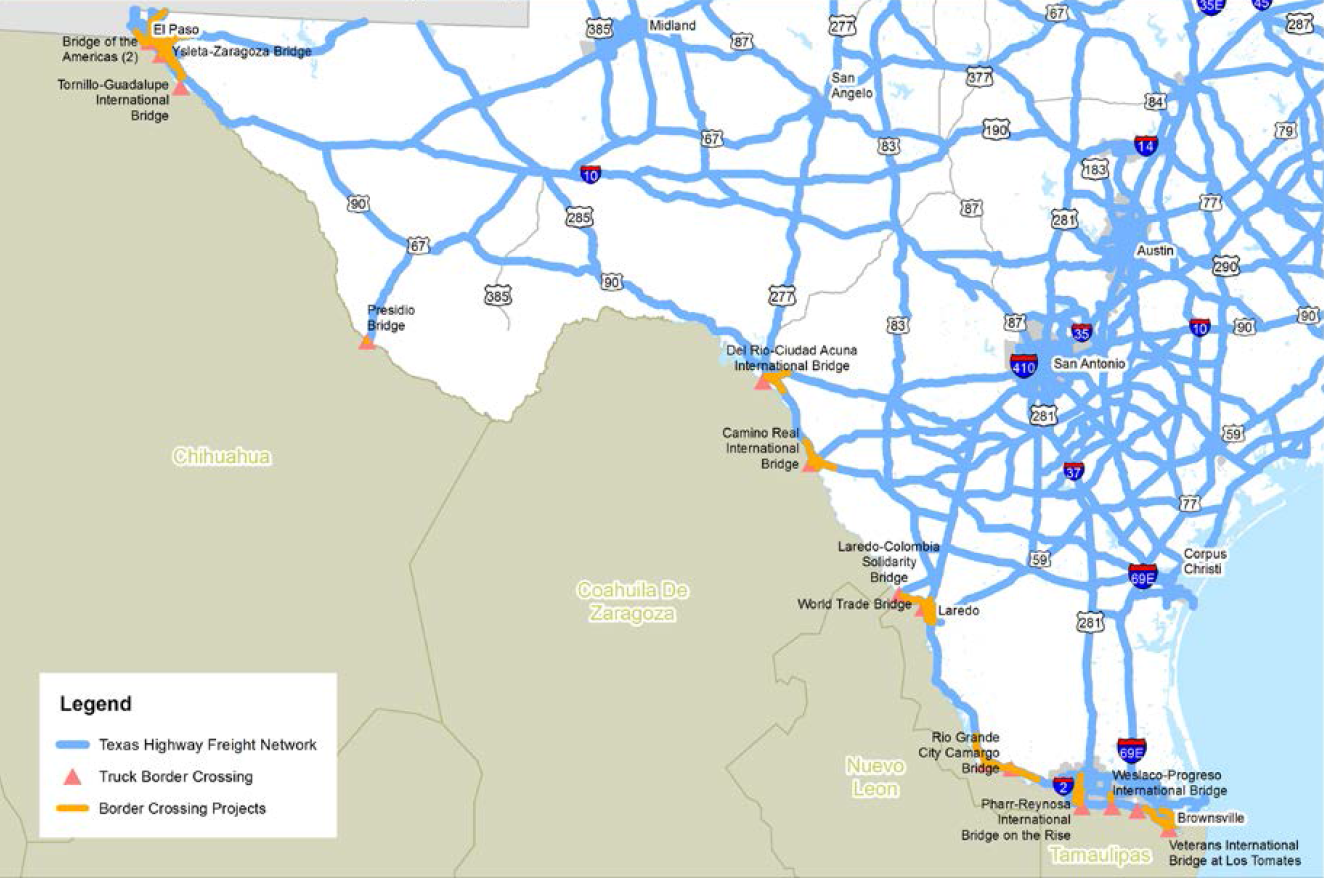 35E
45
67
287
El Paso
385
Midland
277
87
Bridge of the
Americas (2)
Ysleta-Zaragoza Bridge
377
San
Angelo
Tornillo-Guadalupe
International
Bridge
84
190
79
67
83
14
183
10
90
87
77
285
281
67
Austin
290
90
385
277
Presidio
Bridge
87
83
35
10
90
90
Del Rio-Ciudad Acuna
International Bridge
410
San Antonio
281
Camino Real
International
Bridge
59
Chihuahua
37
77
Laredo-Colombia
Solidarity
Bridge
59
Corpus
Christi
69E
Coahuila De
Zaragoza
World Trade Bridge
Laredo
281
Legend
Texas Highway Freight Network
Truck Border Crossing
Border Crossing Projects
Rio Grande
City Camargo
Bridge
69E
Nuevo
Leon
2
Weslaco-Progreso
International Bridge
Pharr-Reynosa
International
Bridge on the Rise
Brownsville
Tamaulipas
Veterans International
Bridge at Los Tomates